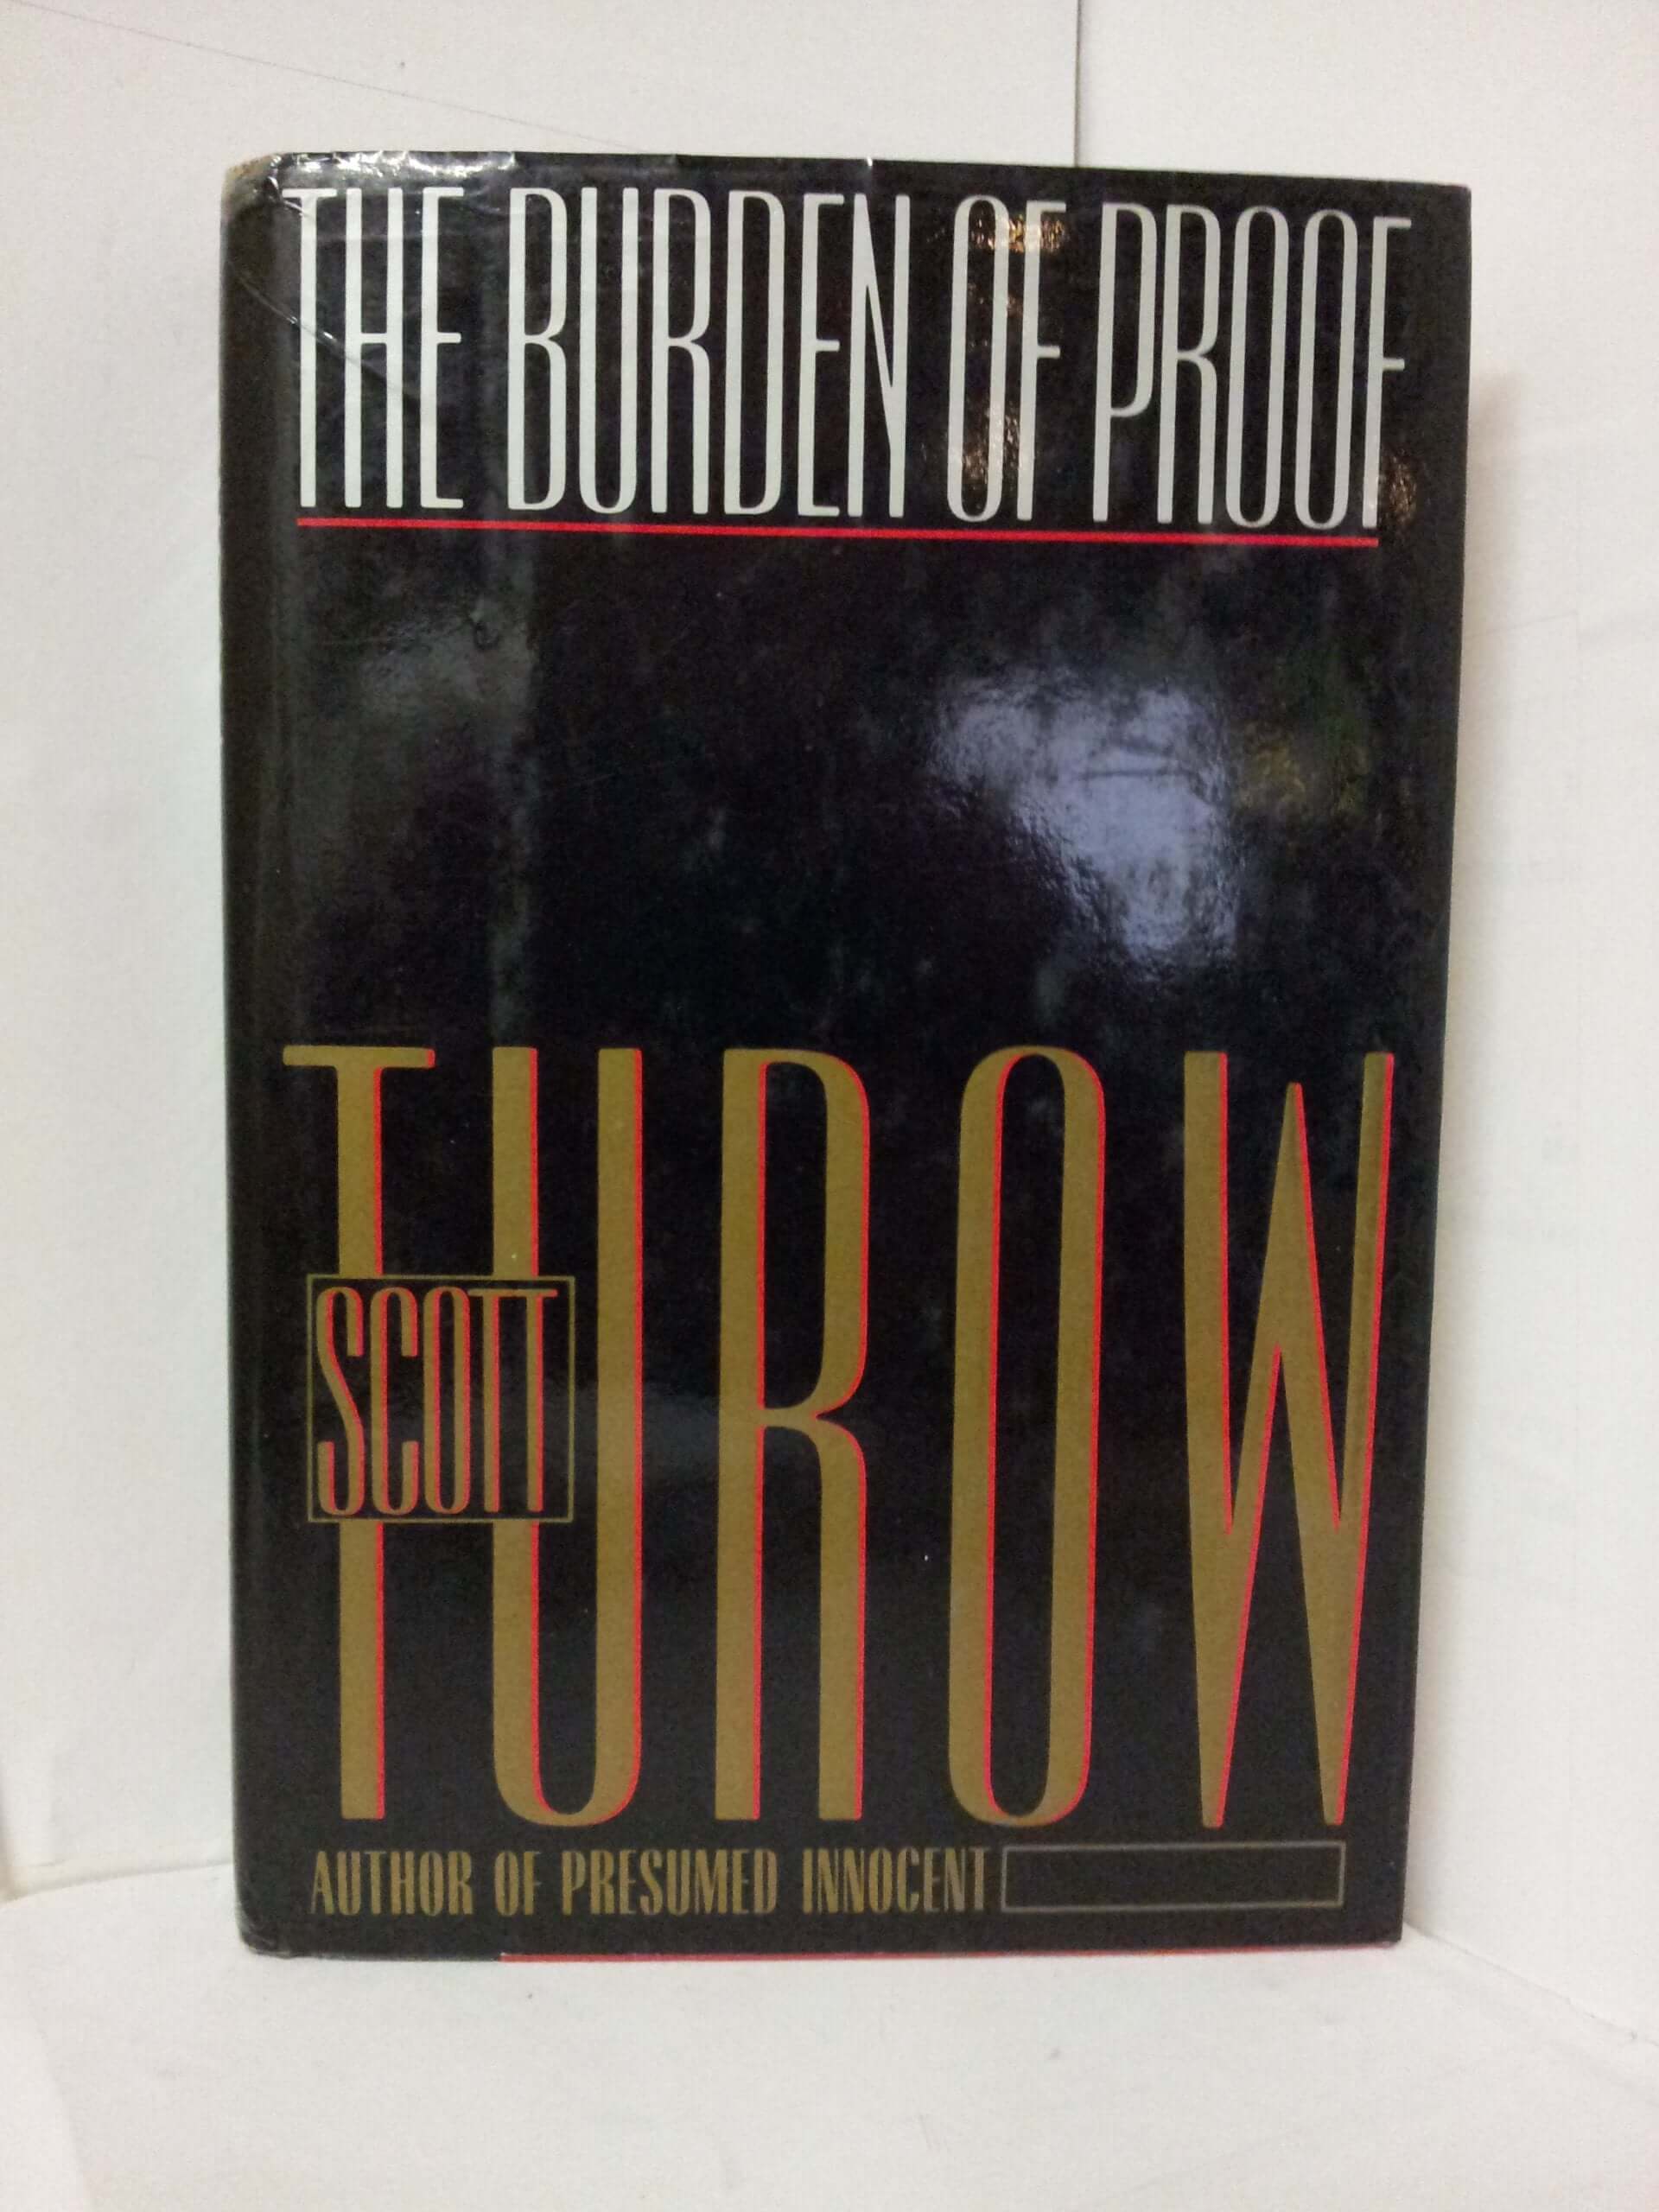 THE BURDEN OF PROOF
SCOTT
TUROW
AUTHOR OF PRESUMED INNOCENT